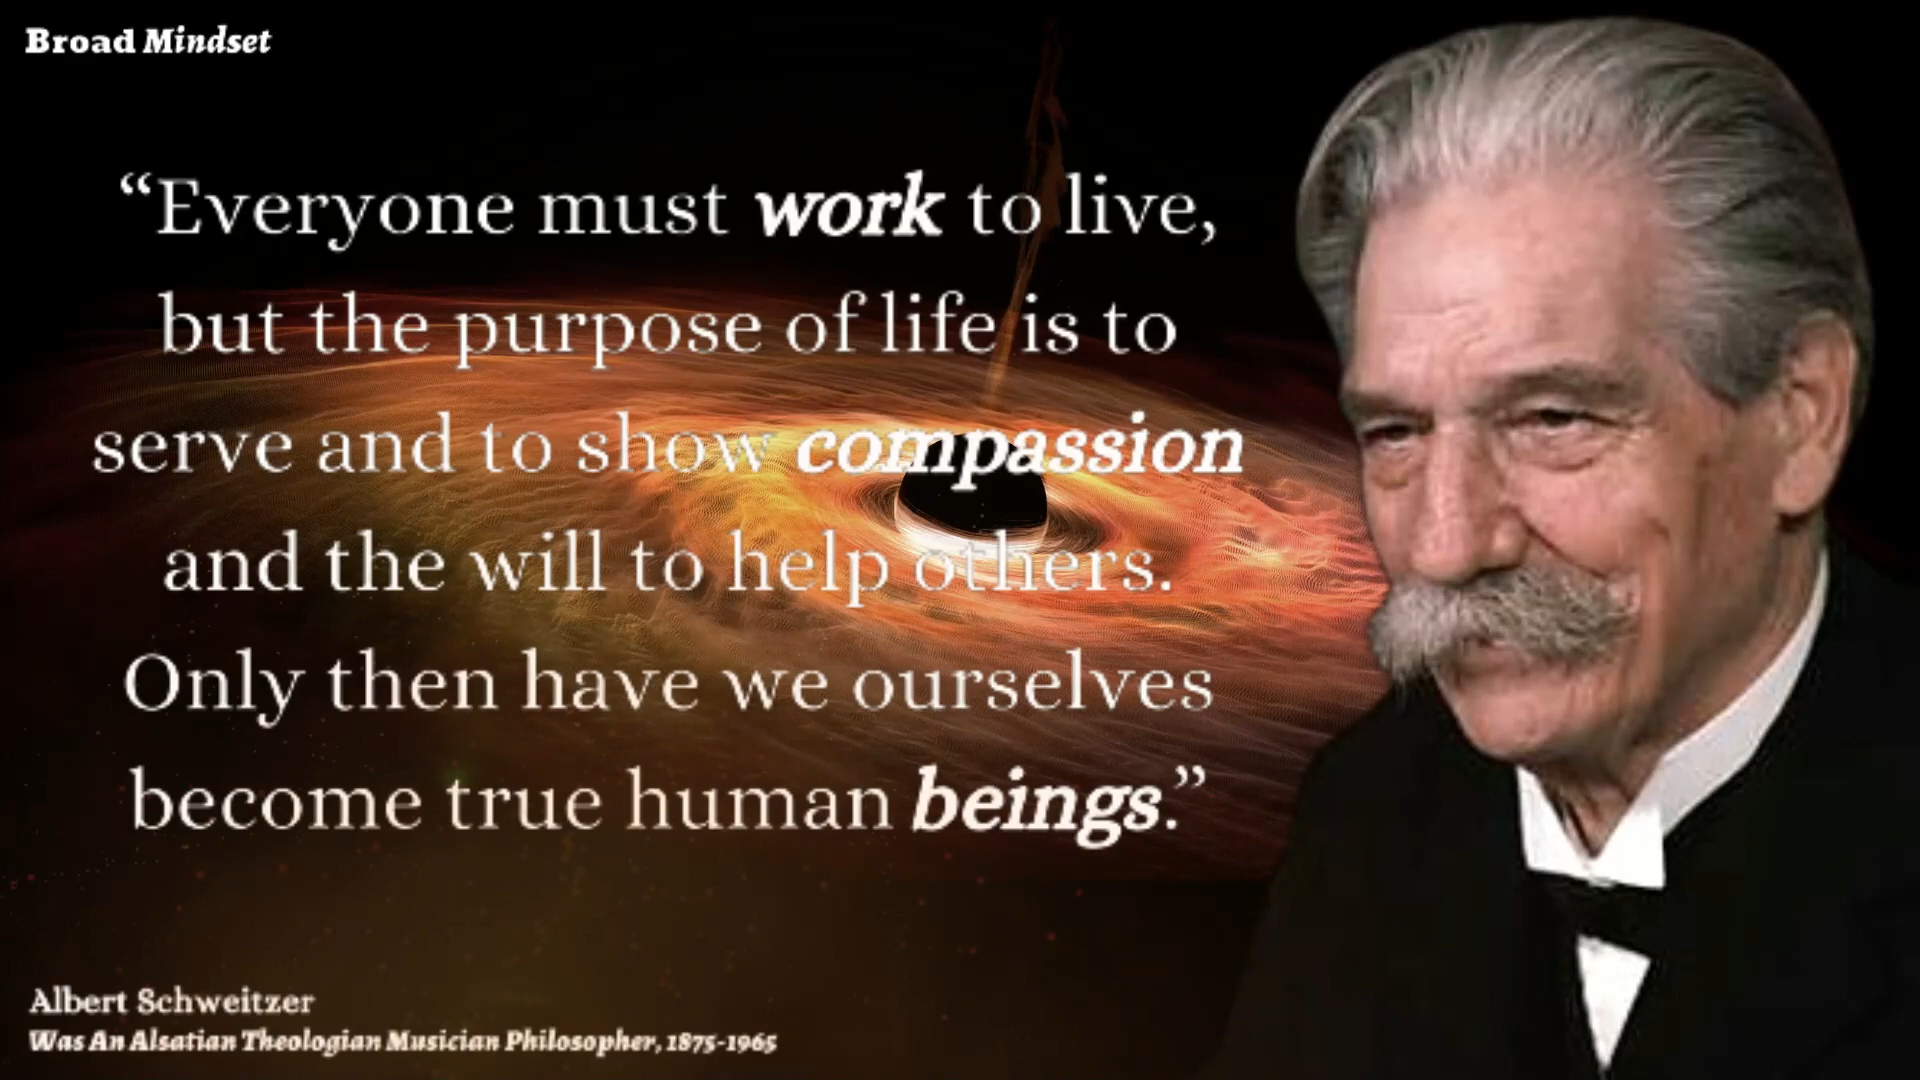 Broad Mindset
“Everyone must work to live,
but the purpose of life is to
serve and to show compassion
and the will to help others.
Only then have we ourselves
become true human beings.”
Albert Schweitzer
Was An Alsatian Theologian Musician Philosopher, 1875-1965